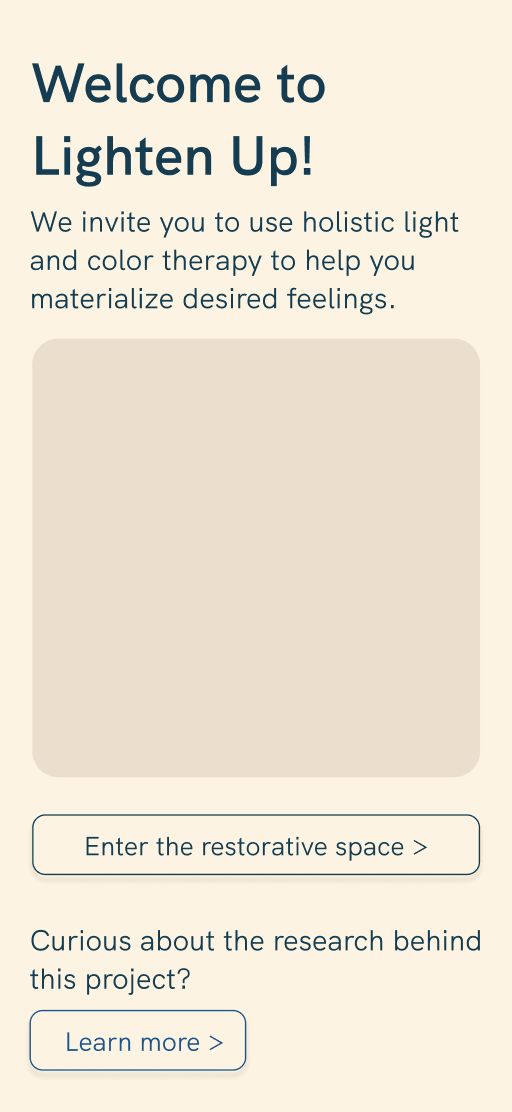 Welcome to
Lighten Up!
We invite you to use holistic light
and color therapy to help you
materialize desired feelings.
Enter the restorative space >
Curious about the research behind
this project?
Learn more >